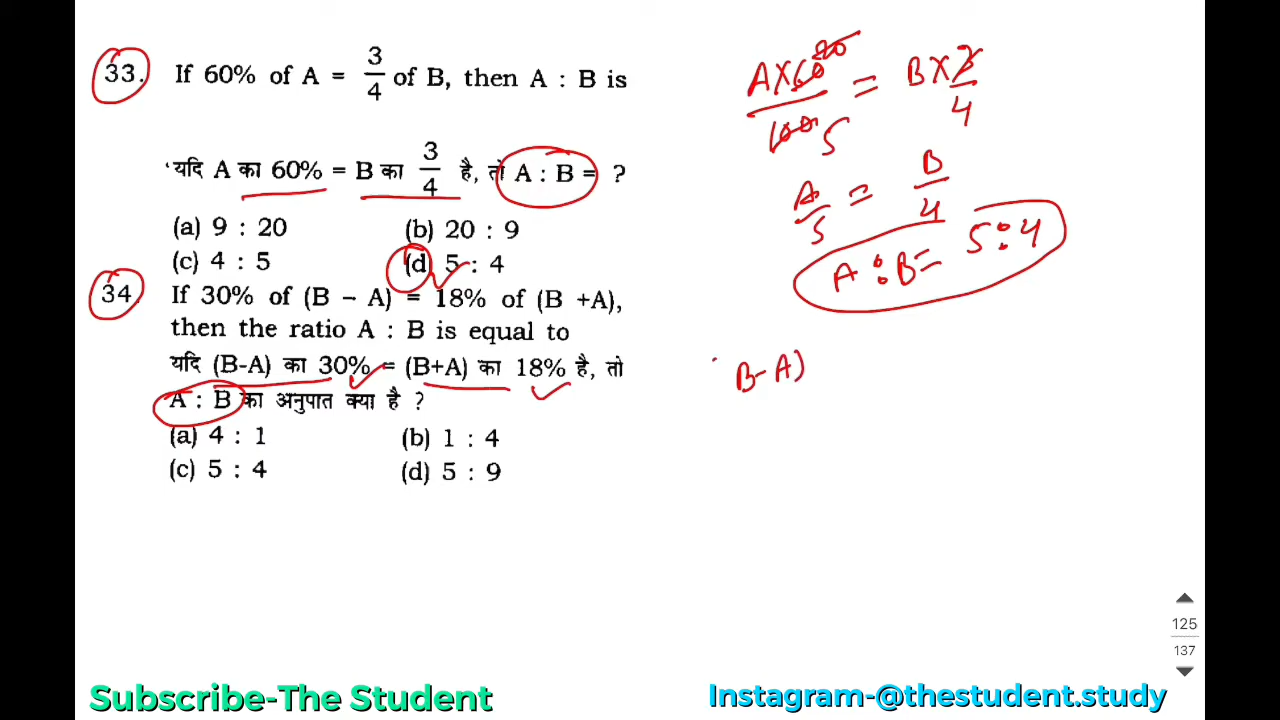 33. If 60% of A = 3/4 of B, then A : B is
'यदि A का 60% = B का 3/4 है, तो A : B = ?
(a) 9 : 20 (b) 20 : 9
(c) 4 : 5 (d) 5 : 4
34. If 30% of (B – A) = 18% of (B +A),
then the ratio A : B is equal to
यदि (B-A) का 30% = (B+A) का 18% है, तो
A : B का अनुपात क्या है ?
(a) 4 : 1 (b) 1 : 4
(c) 5 : 4 (d) 5 : 9
A×60/100 = B×3/4
20
5
A/5 = B/4
A : B = 5 : 4
B-A)
125
137
Subscribe-The Student
Instagram-@thestudent.study